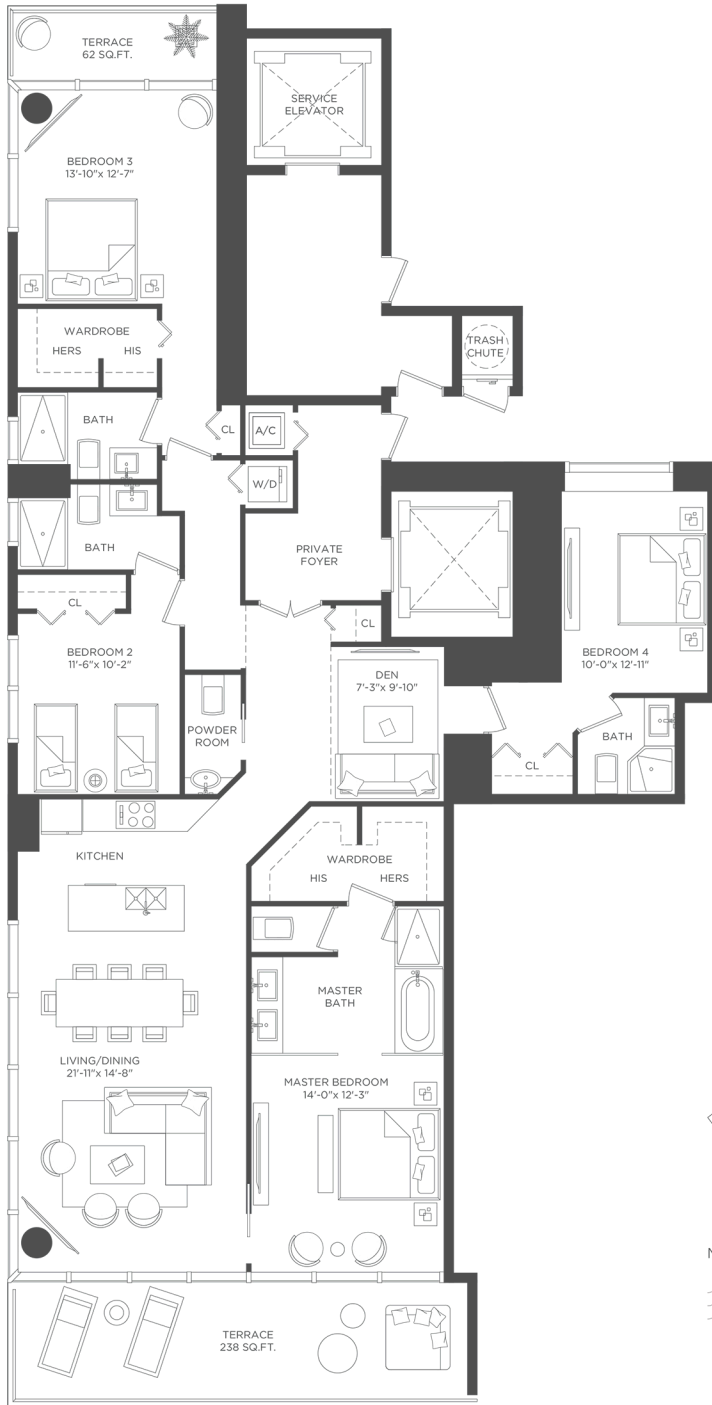 TERRACE
62 SQ.FT.
SERVICE
ELEVATOR
BEDROOM 3
13'-10"x 12'-7"
WARDROBE
HERS
HIS
TRASH
CHUTE
BATH
CL
A/C
W/D
BATH
PRIVATE
FOYER
CL
CL
BEDROOM 2
11'-6"x 10'-2"
DEN
7'-3"x 9'-10"
BEDROOM 4
10'-0"x 12'-11"
POWDER
ROOM
BATH
CL
KITCHEN
WARDROBE
HIS
HERS
MASTER
BATH
LIVING/DINING
21'-11"x 14'-8"
MASTER BEDROOM
14'-0"x 12'-3"
TERRACE
238 SQ.FT.